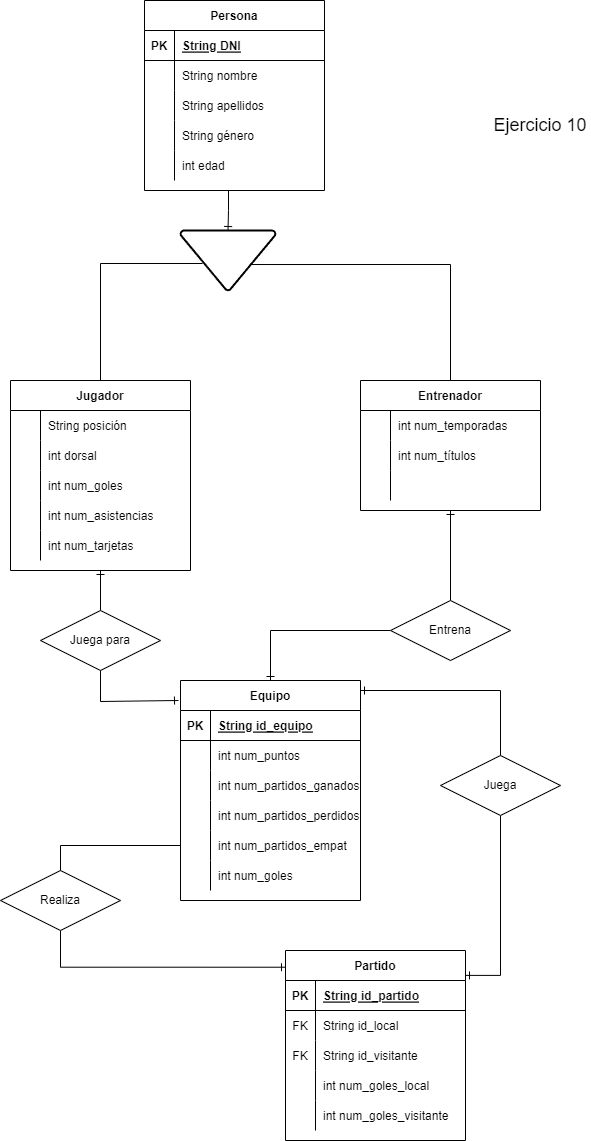 Persona
PK String DNI
String nombre
String apellidos
String género
int edad
Ejercicio 10
Jugador
String posición
int dorsal
int num_goles
int num_asistencias
int num_tarjetas
Entrenador
int num_temporadas
int num_títulos
Juega para
Entrena
Equipo
PK String id_equipo
int num_puntos
int num_partidos_ganados
int num_partidos_perdidos
int num_partidos_empat
int num_goles
Juega
Realiza
Partido
PK String id_partido
FK String id_local
FK String id_visitante
int num_goles_local
int num_goles_visitante